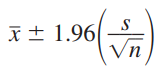 x̄ ± 1.96(s/√n)